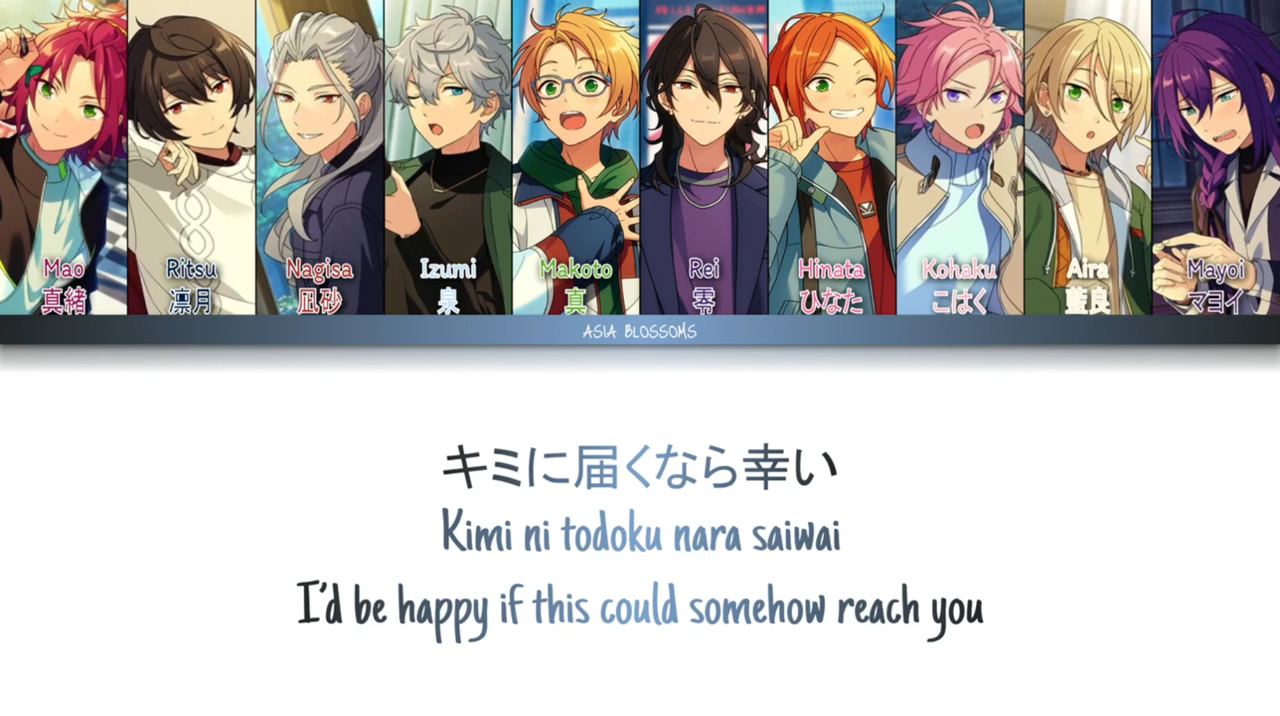 Mao Ritsu Nagisa Izumi Makoto Rei Hinata Kohaku Aira Mayoi
真緒 凛月 凪砂 泉 真 零 ひなた こはく 藍良 マヨイ
ASIA BLOSSOMS
キミに届くなら幸い
Kimi ni todoku nara saiwai
I'd be happy if this could somehow reach you